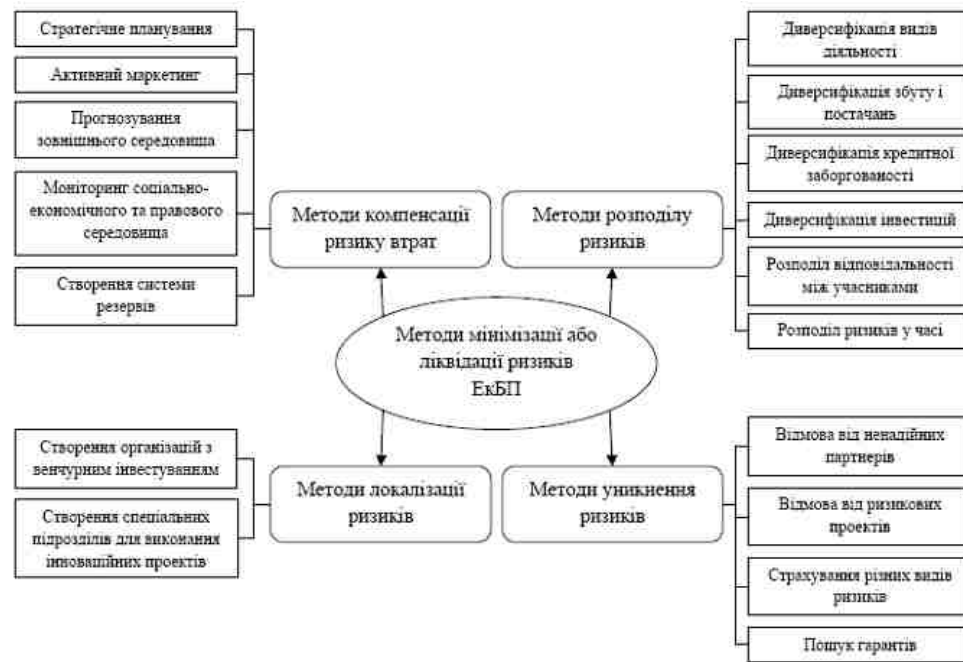 Стратегічне планування
Активний маркетинг
Прогнозування
зовнішнього середовища
Моніторинг соціально-
економічного та правового
середовища
Створення системи
резервів
Методи компенсації
ризику втрат
Методи розподілу
ризиків
Диверсифікація видів
діяльності
Диверсифікація збуту і
постачань
Диверсифікація кредитної
заборгованості
Диверсифікація інвестицій
Розподіл відповідальності
між учасниками
Розподіл ризиків у часі
Методи мінімізації або
ліквідації ризиків
ЕкБП
Створення організацій з
венчурним інвестуванням
Створення спеціальних
підрозділів для виконання
інноваційних проектів
Методи локалізації
ризиків
Методи уникнення
ризиків
Відмова від ненадійних
партнерів
Відмова від ризикових
проектів
Страхування різних видів
ризиків
Пошук гарантів